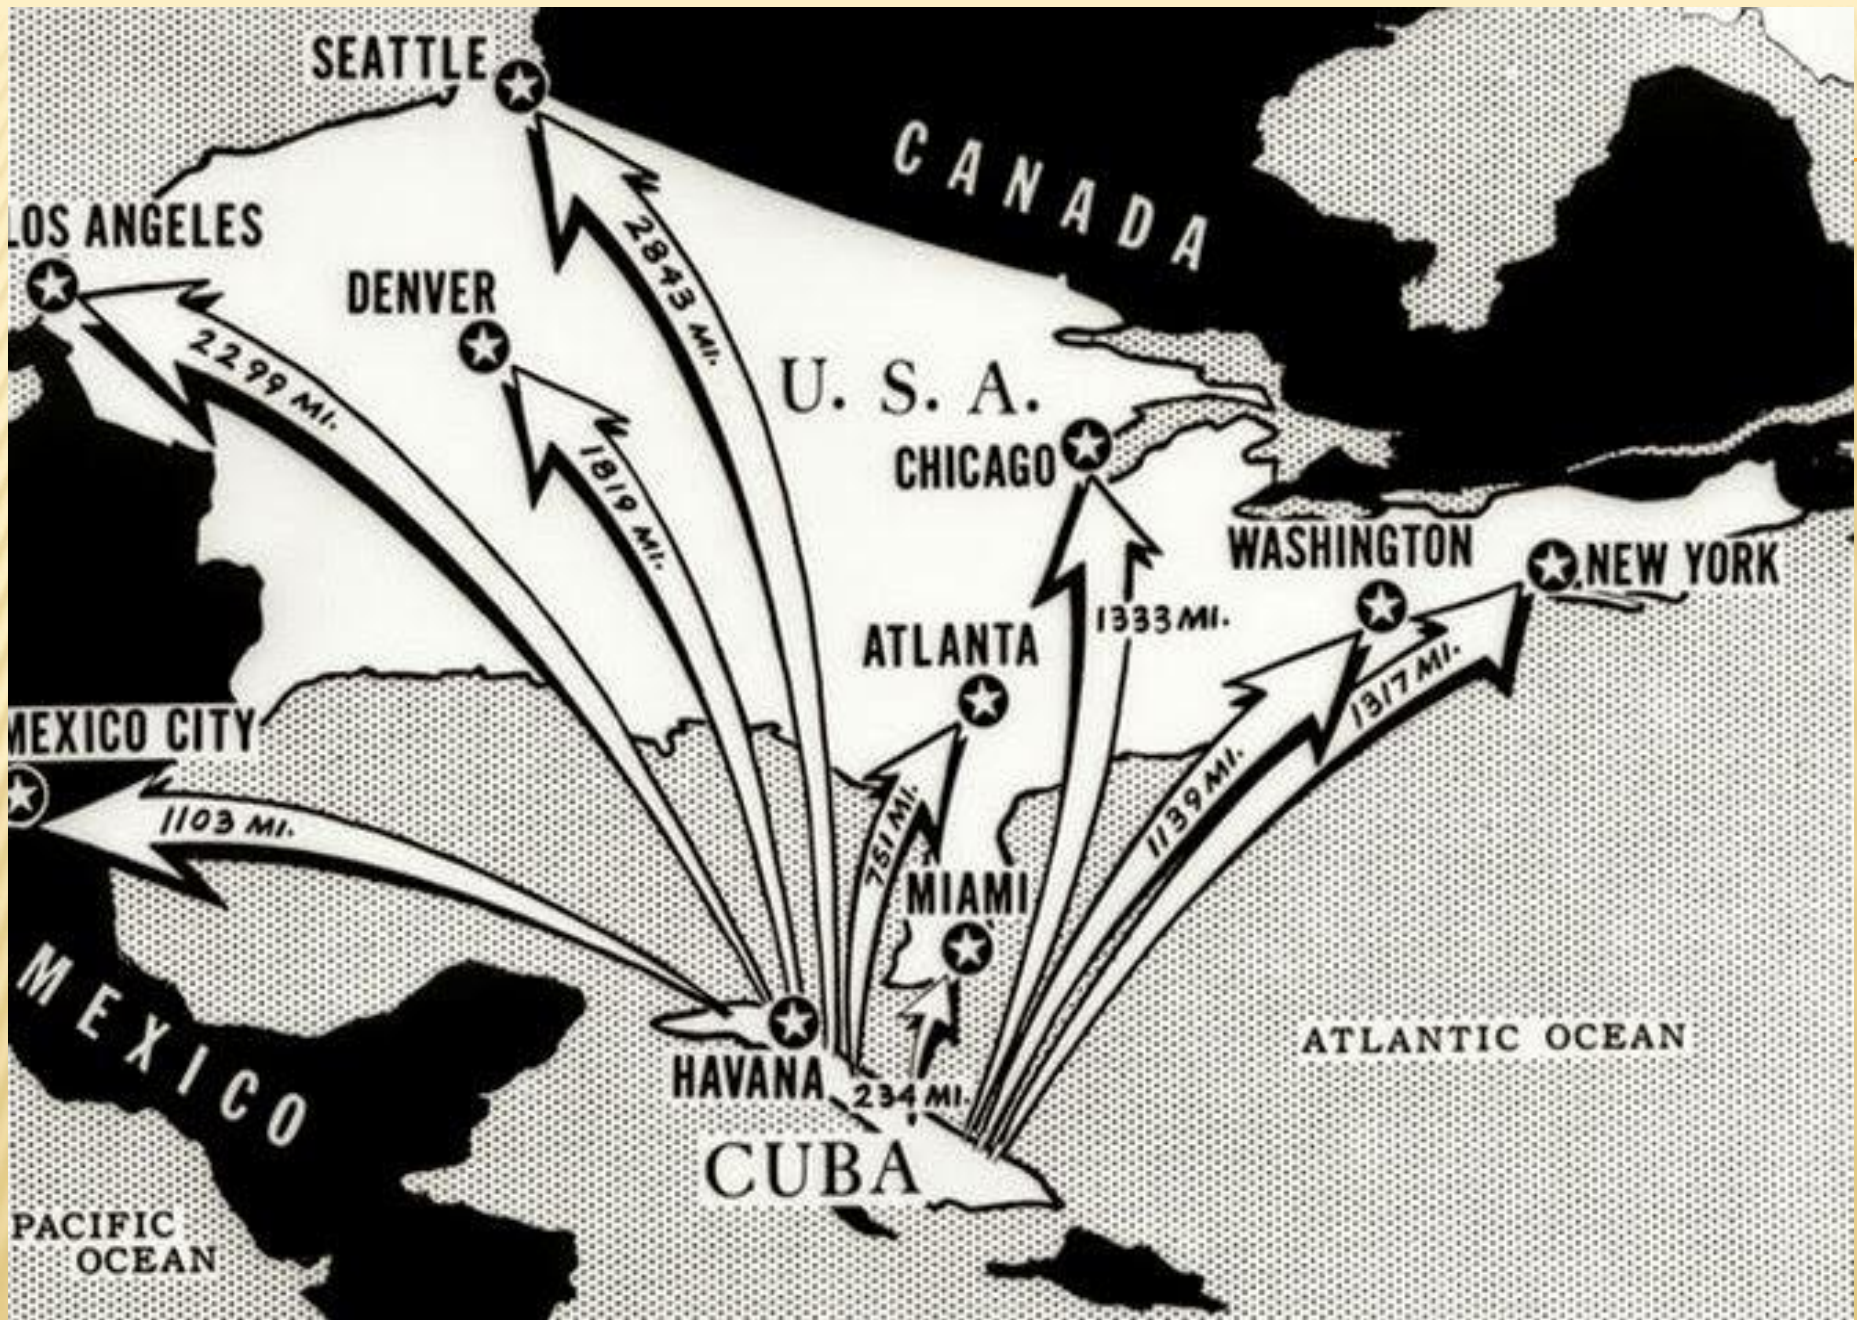 SEATTLE
CANADA
LOS ANGELES
2843 MI.
DENVER
2299 MI.
U. S. A.
CHICAGO
1819 MI.
WASHINGTON
NEW YORK
1333 MI.
ATLANTA
1317 MI.
MEXICO CITY
1139 MI.
751 MI.
1103 MI.
MIAMI
MEXICO
ATLANTIC OCEAN
HAVANA
234 MI.
CUBA
PACIFIC
OCEAN